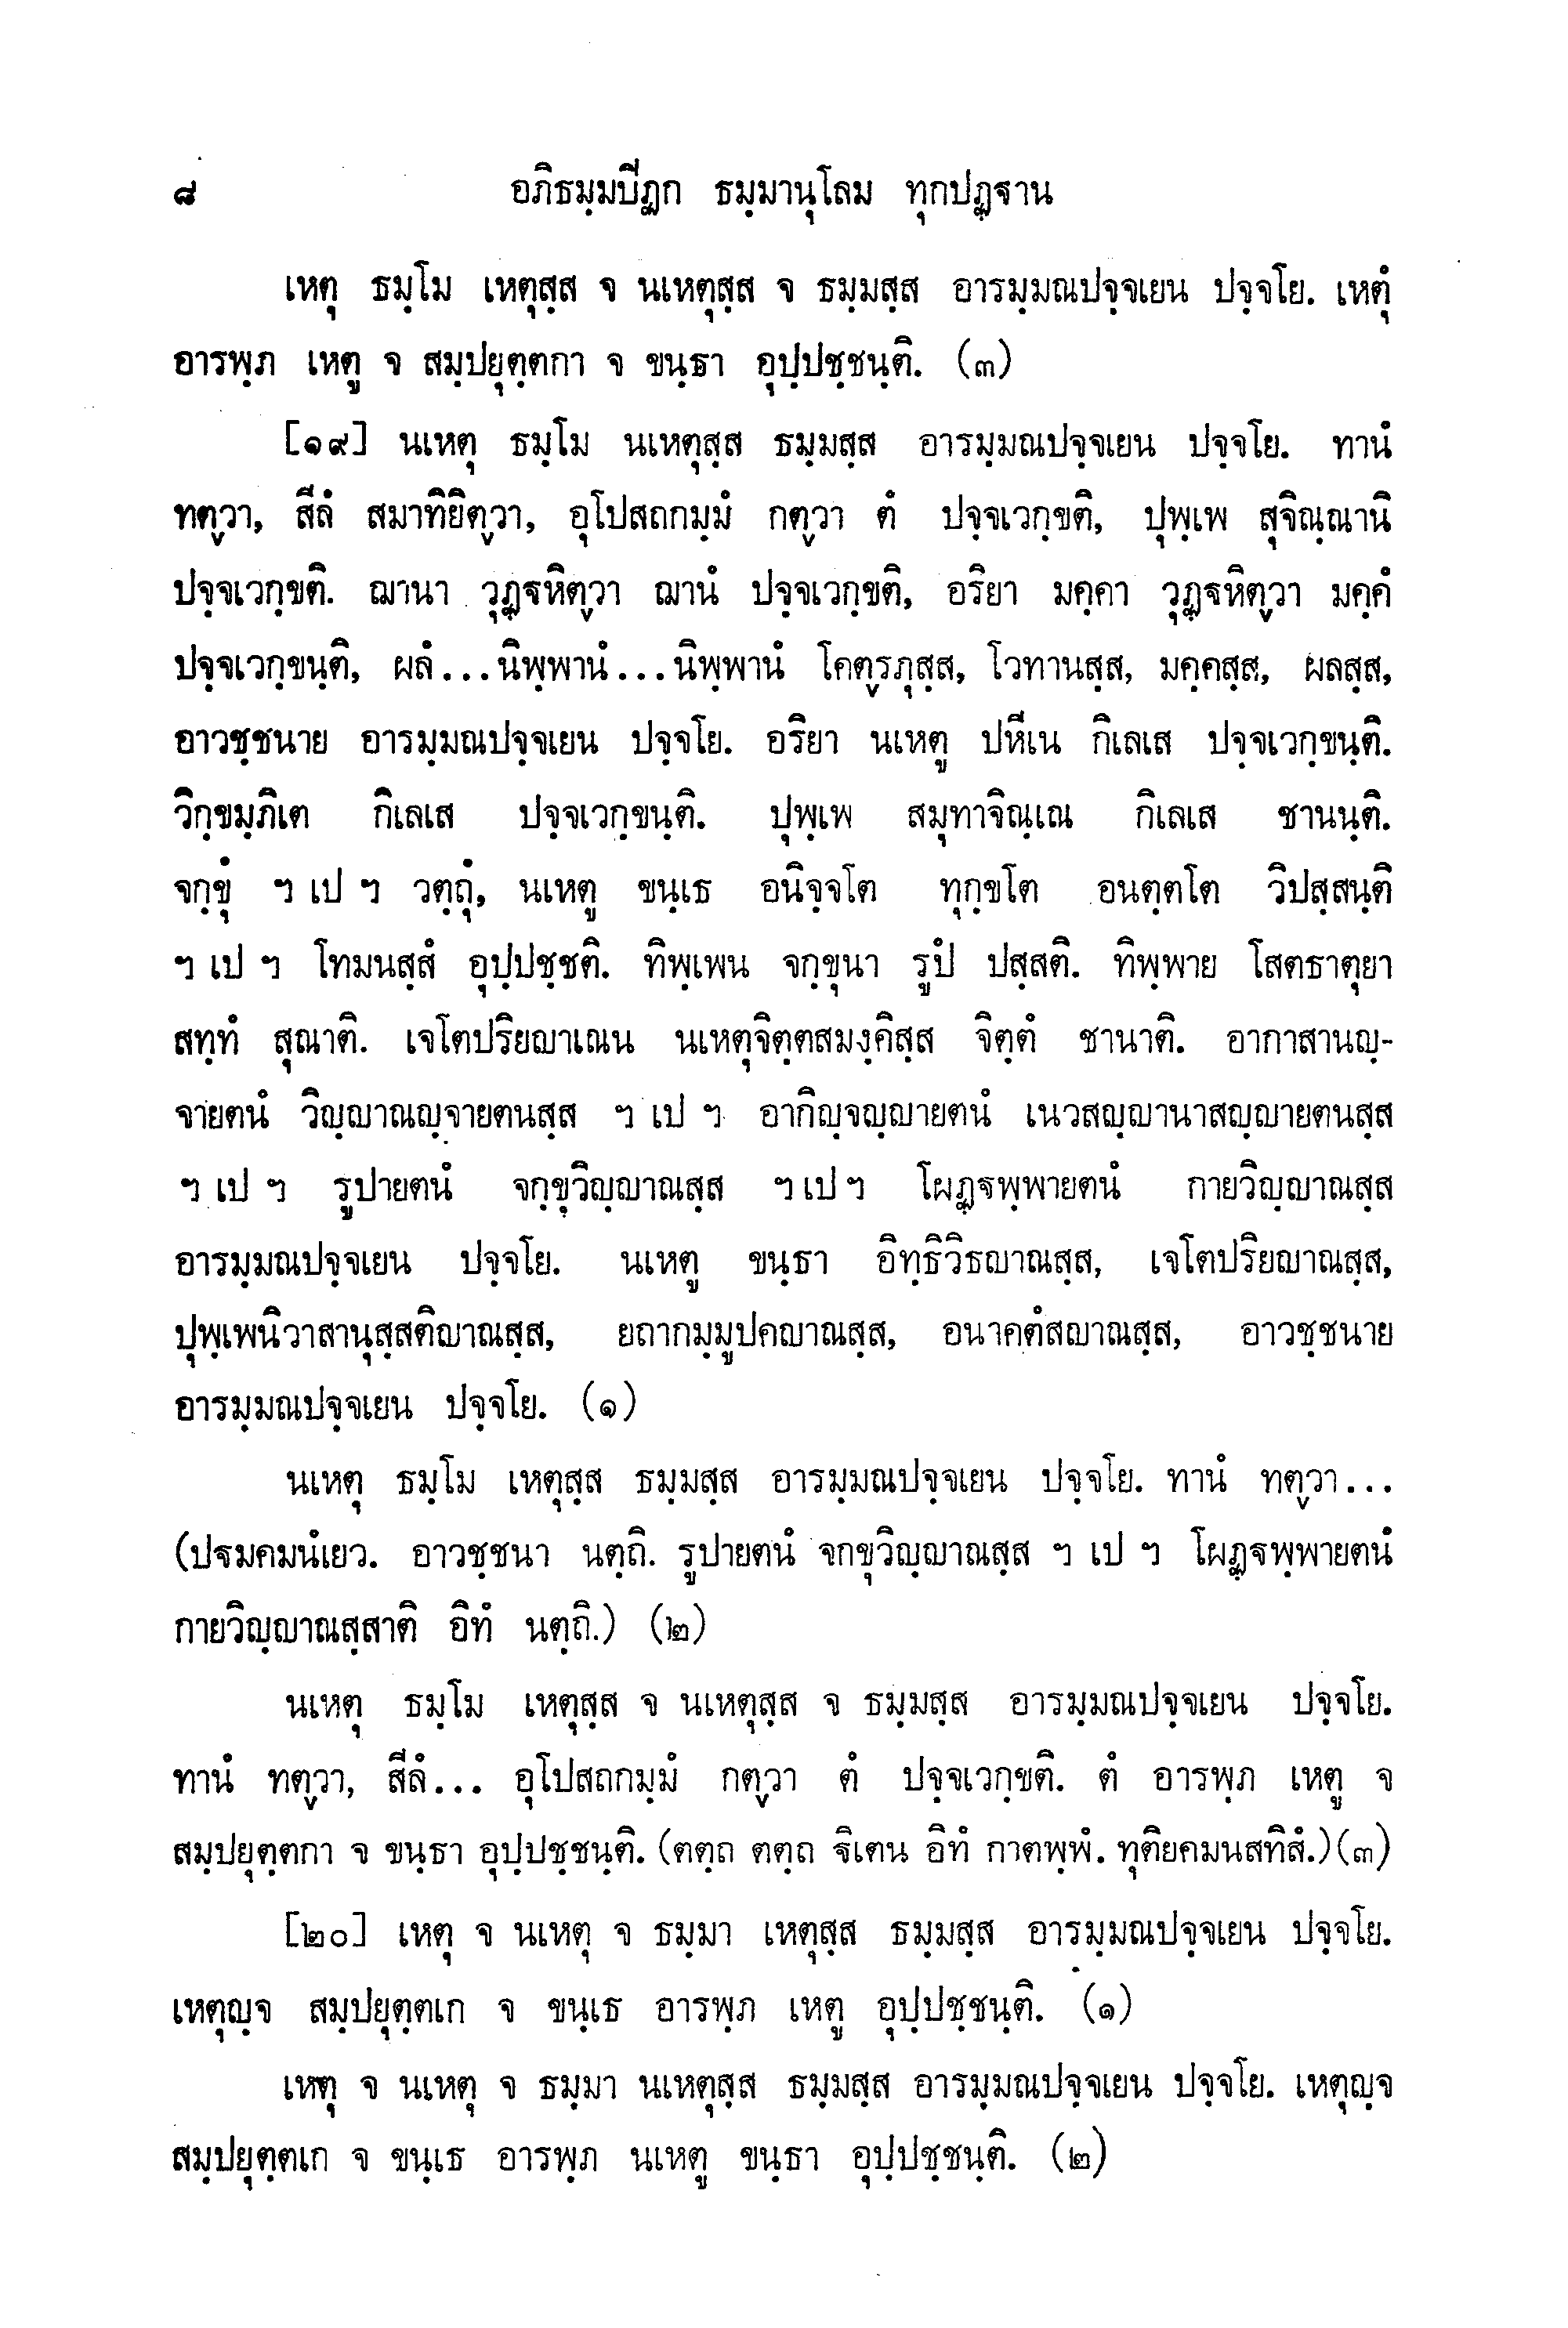 ๘ อภิธมฺมปีฏก ธมฺมานุโลม ทุกปฏฺฐาน
เหตุ ธมฺโม เหตุสฺส จ นเหตุสฺส จ ธมฺมสฺส อารมฺมณปจฺจเยน ปจฺจโย. เหตุํ
อารพฺภ เหตู จ สมฺปยุตฺตกา จ ขนฺธา อุปฺปชฺชนฺติ. (๓)
[๑๙] นเหตุ ธมฺโม นเหตุสฺส ธมฺมสฺส อารมฺมณปจฺจเยน ปจฺจโย. ทานํ
ทตฺวา, สีลํ สมาทิยิตฺวา, อุโปสถกมฺมํ กตฺวา ตํ ปจฺจเวกฺขติ, ปุพฺเพ สุจิณฺณานิ
ปจฺจเวกฺขติ. ฌานา วุฏฺฐหิตฺวา ฌานํ ปจฺจเวกฺขติ, อริยา มคฺคา วุฏฺฐหิตฺวา มคฺคํ
ปจฺจเวกฺขนฺติ, ผลํ...นิพฺพานํ...นิพฺพานํ โคตฺรภุสฺส, โวทานสฺส, มคฺคสฺส, ผลสฺส,
อาวชฺชนาย อารมฺมณปจฺจเยน ปจฺจโย. อริยา นเหตู ปหีเน กิเลเส ปจฺจเวกฺขนฺติ.
วิกฺขมฺภิเต กิเลเส ปจฺจเวกฺขนฺติ. ปุพฺเพ สมุทาจิณฺเณ กิเลเส ชานนฺติ.
จกฺขุํ ฯ เป ฯ วตฺถุํ, นเหตู ขนฺเธ อนิจฺจโต ทุกฺขโต อนตฺตโต วิปสฺสนฺติ
ฯ เป ฯ โทมนสฺสํ อุปฺปชฺชติ. ทิพฺเพน จกฺขุนา รูปํ ปสฺสติ. ทิพฺพาย โสตธาตุยา
สทฺทํ สุณาติ. เจโตปริยญาเณน นเหตุจิตฺตสมงฺคิสฺส จิตฺตํ ชานาติ. อากาสานญฺ-
จายตนํ วิญฺญาณญฺจายตนสฺส ฯ เป ฯ อากิญฺจญฺญายตนํ เนวสญฺญานาสญฺญายตนสฺส
ฯ เป ฯ รูปายตนํ จกฺขุวิญฺญาณสฺส ฯ เป ฯ โผฏฺฐพฺพายตนํ กายวิญฺญาณสฺส
อารมฺมณปจฺจเยน ปจฺจโย. นเหตู ขนฺธา อิทฺธิวิธญาณสฺส, เจโตปริยญาณสฺส,
ปุพฺเพนิวาสานุสฺสติญาณสฺส, ยถากมฺมูปคญาณสฺส, อนาคตํสญาณสฺส, อาวชฺชนาย
อารมฺมณปจฺจเยน ปจฺจโย. (๑)
นเหตุ ธมฺโม เหตุสฺส ธมฺมสฺส อารมฺมณปจฺจเยน ปจฺจโย. ทานํ ทตฺวา...
(ปฐมคมนํเยว. อาวชฺชนา นตฺถิ. รูปายตนํ จกขุวิญฺญาณสฺส ฯ เป ฯ โผฏฺฐพฺพายตนํ
กายวิญฺญาณสฺสาติ อิทํ นตฺถิ.) (๒)
นเหตุ ธมฺโม เหตุสฺส จ นเหตุสฺส จ ธมฺมสฺส อารมฺมณปจฺจเยน ปจฺจโย.
ทานํ ทตฺวา, สีลํ... อุโปสถกมฺมํ กตฺวา ตํ ปจฺจเวกฺขติ. ตํ อารพฺภ เหตู จ
สมฺปยุตฺตกา จ ขนฺธา อุปฺปชฺชนฺติ. (ตตฺถ ตตฺถ ฐิเตน อิทํ กาตพฺพํ. ทุติยคมนสทิสํ.) (๓)
[๒๐] เหตุ จ นเหตุ จ ธมฺมา เหตุสฺส ธมฺมสฺส อารมฺมณปจฺจเยน ปจฺจโย.
เหตุญฺจ สมฺปยุตฺตเก จ ขนฺเธ อารพฺภ เหตู อุปฺปชฺชนฺติ. (๑)
เหตุ จ นเหตุ จ ธมฺมา นเหตุสฺส ธมฺมสฺส อารมฺมณปจฺจเยน ปจฺจโย. เหตุญฺจ
สมฺปยุตฺตเก จ ขนฺเธ อารพฺภ นเหตู ขนฺธา อุปฺปชฺชนฺติ. (๒)